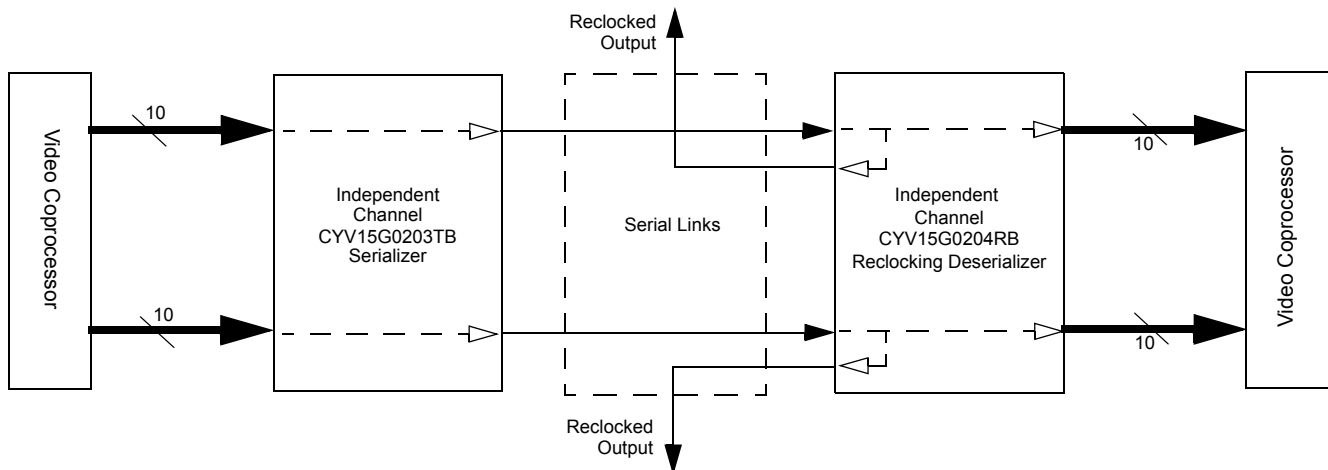 Reclocked
Output
10
10
10
10
Video Coprocessor
Independent
Channel
CYV15G0203TB
Serializer
Serial Links
Independent
Channel
CYV15G0204RB
Reclocking Deserializer
Video Coprocessor
Reclocked
Output